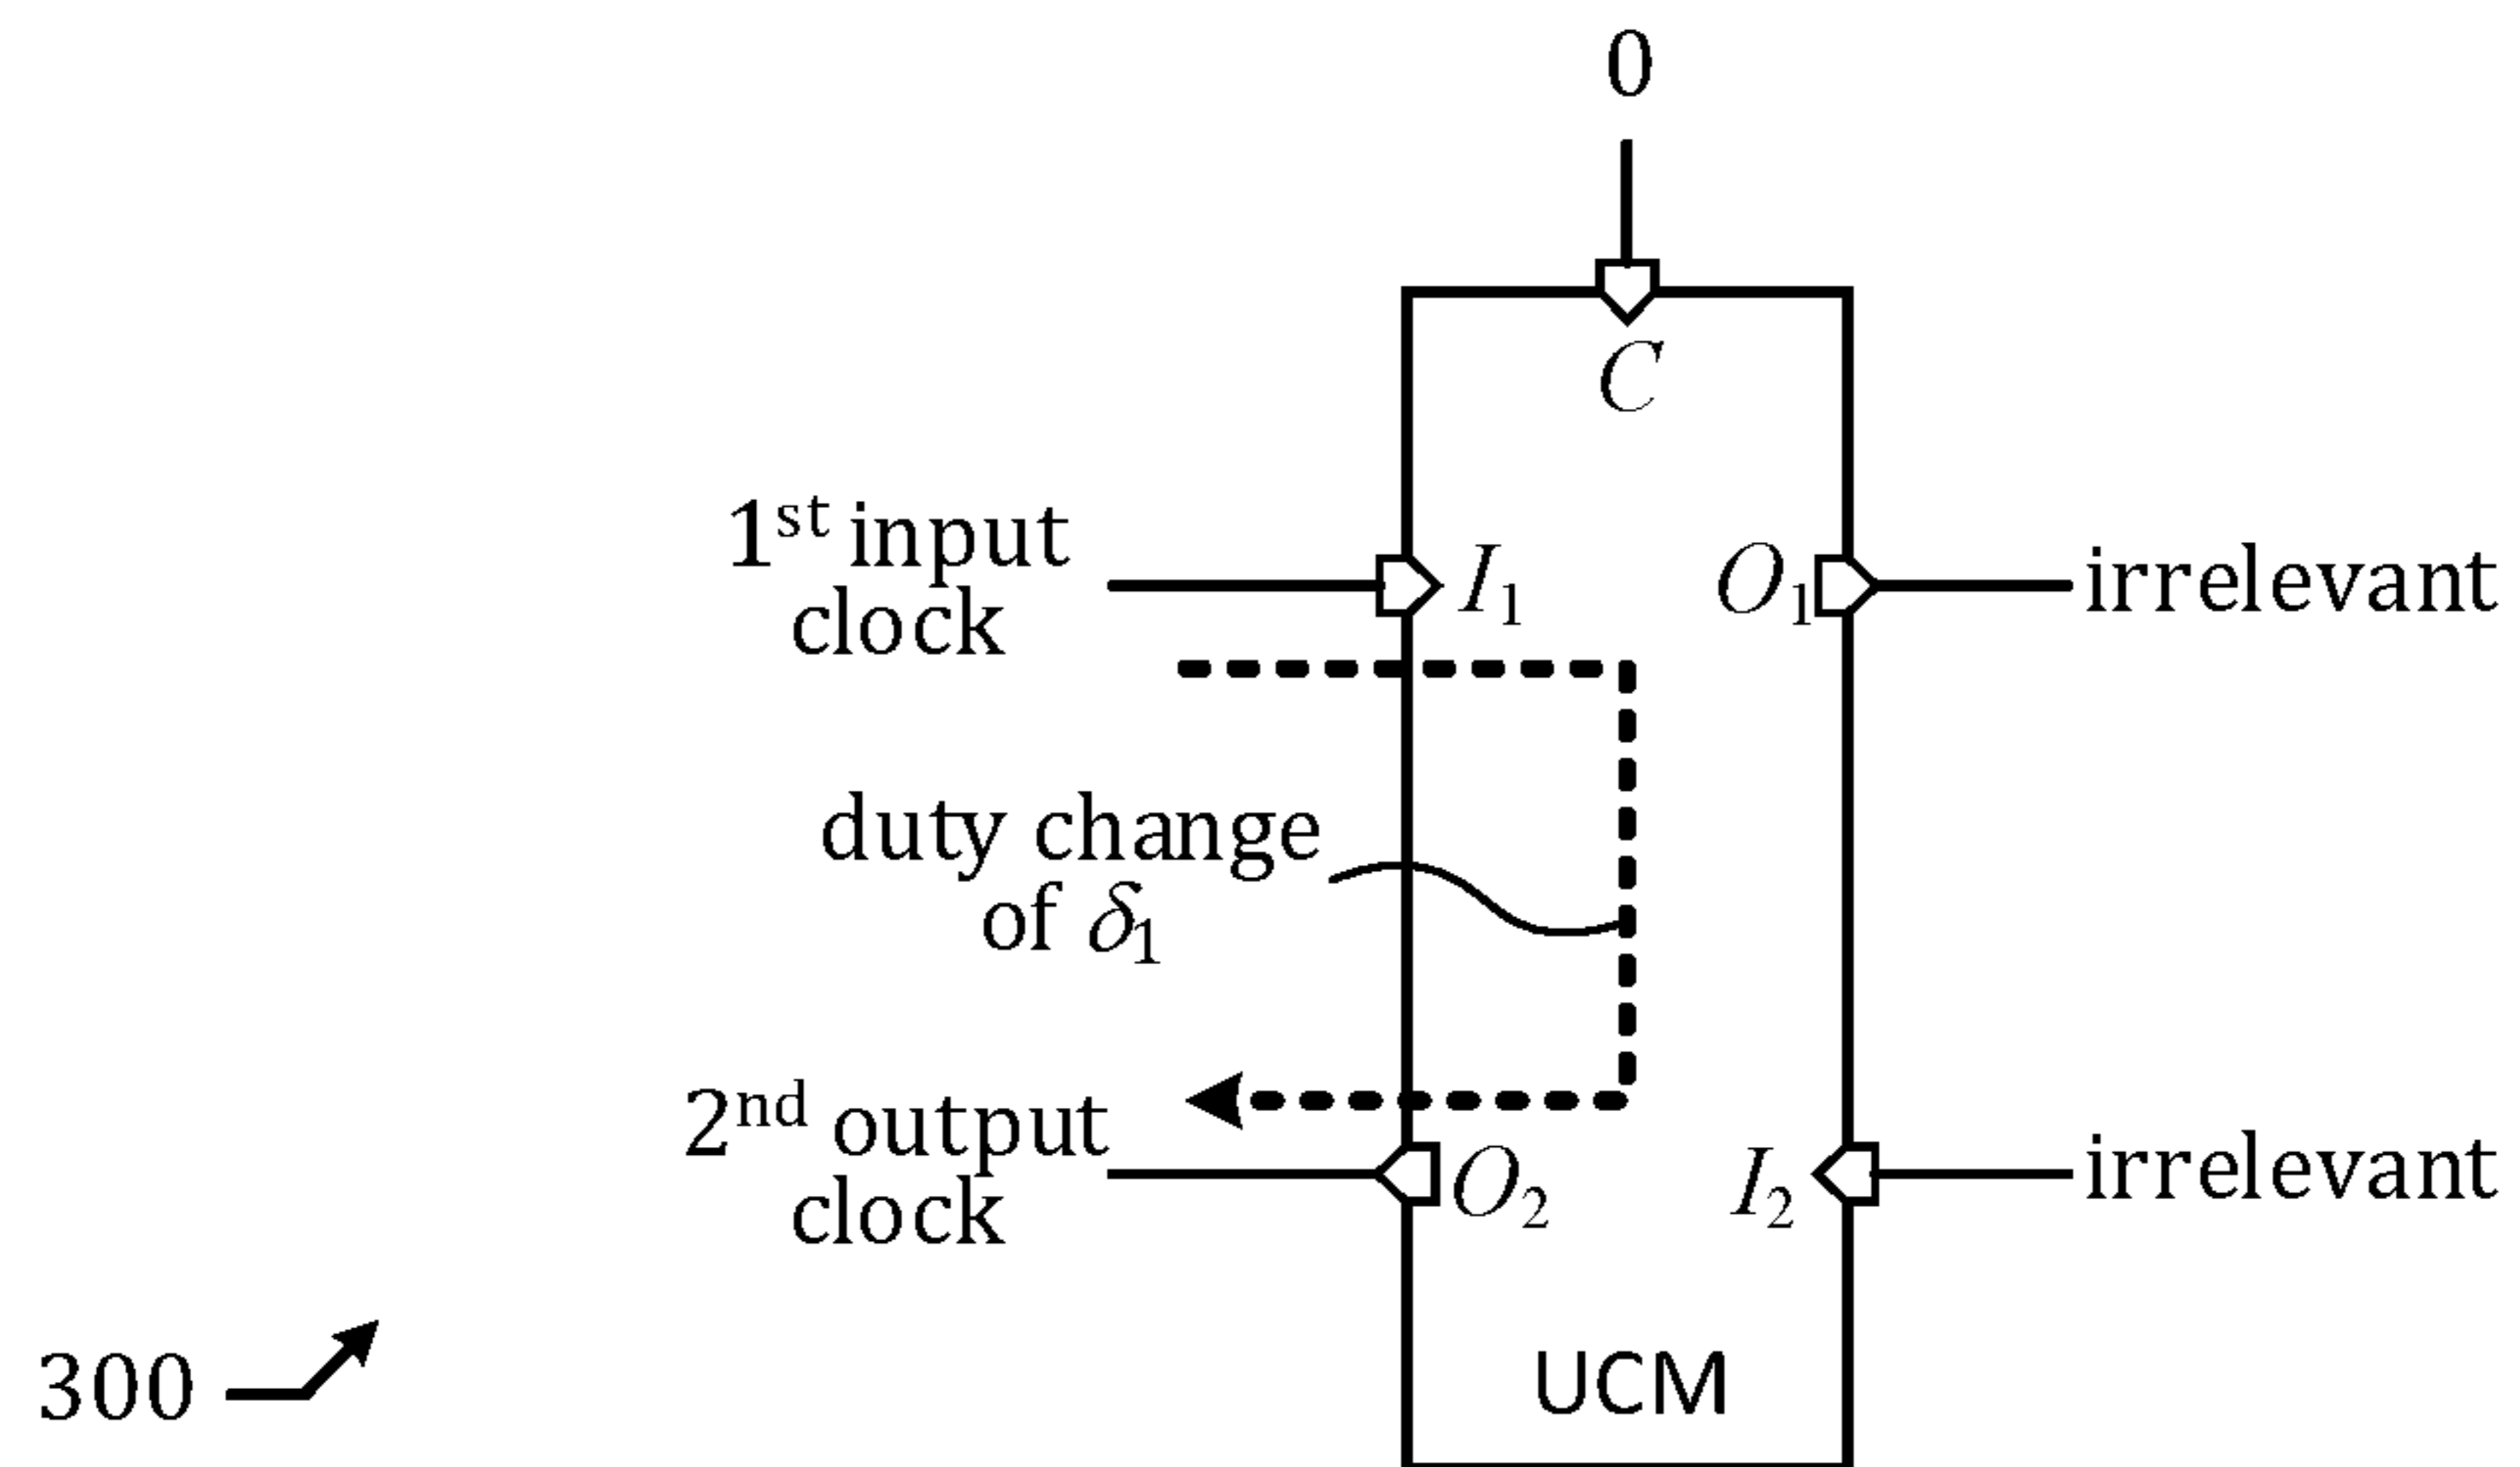 0
C
1st input
clock
I1
O1
irrelevant
duty change
of δ1
2nd output
clock
O2
I2
irrelevant
UCM
300